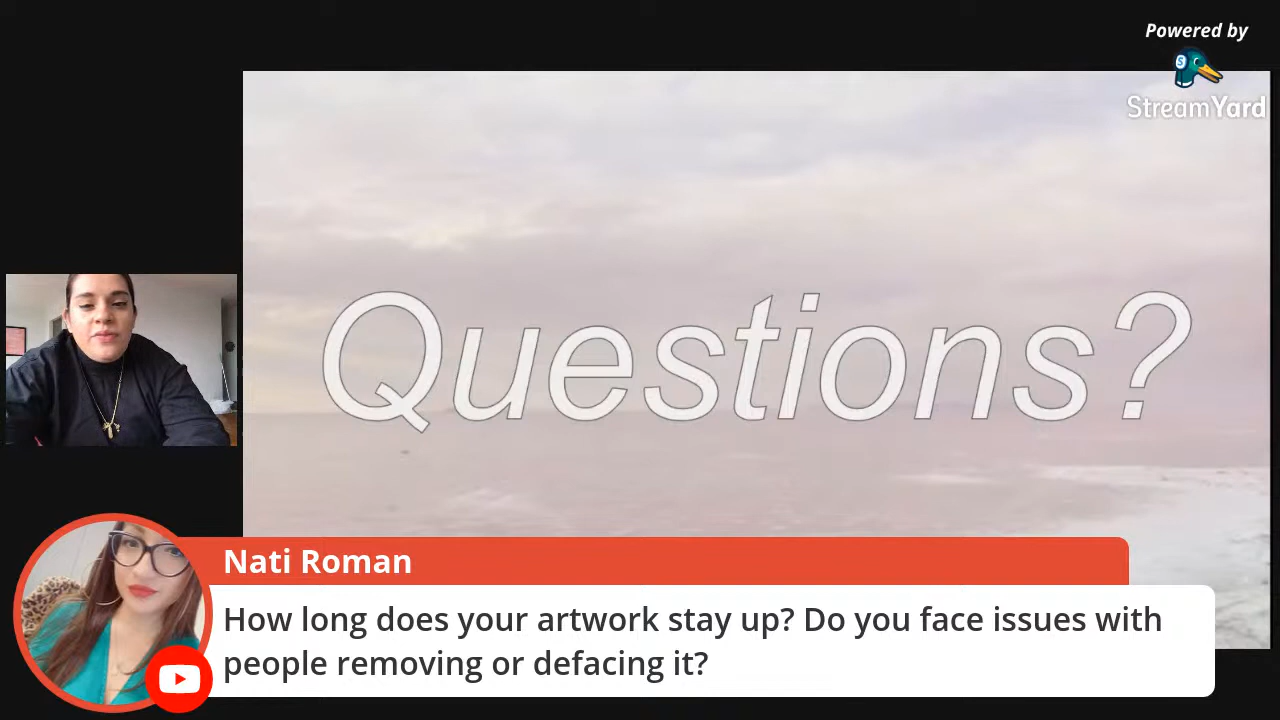 Powered by
StreamYard
Questions?
Nati Roman
How long does your artwork stay up? Do you face issues with
people removing or defacing it?